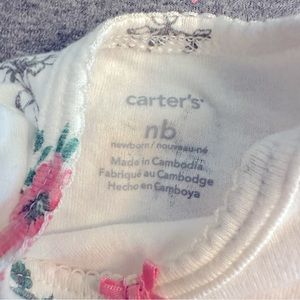 carter's
nb
newborn / nouveau-né
Made in Cambodia
Fabriqué au Cambodge
Hecho en Camboya